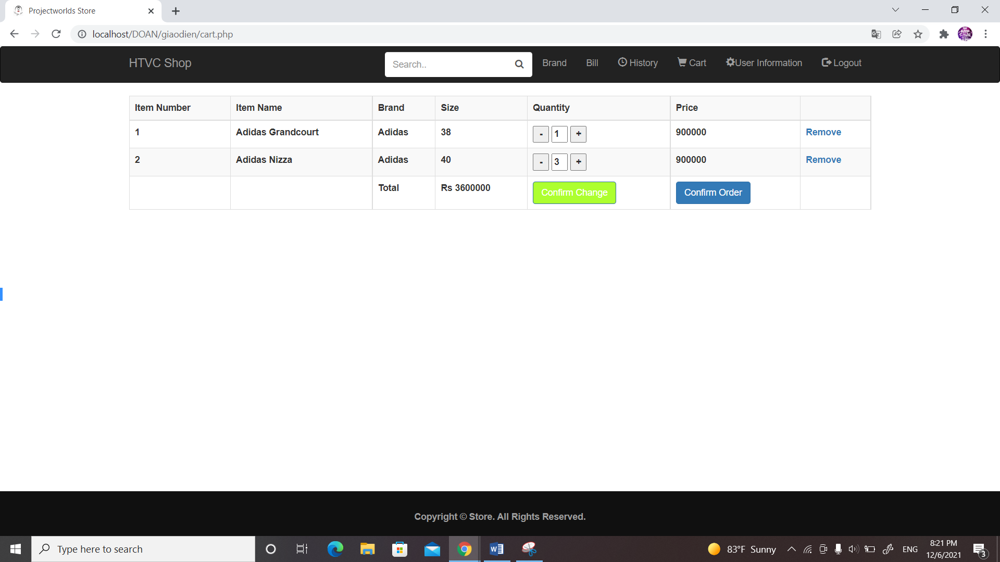 Projectworlds Store
localhost/DOAN/giaodien/cart.php
HTVC Shop
Search..
Brand
Bill
History
Cart
User Information
Logout
Item Number Item Name Brand Size Quantity Price
1 Adidas Grandcourt Adidas 38 - 1 + 900000 Remove
2 Adidas Nizza Adidas 40 - 3 + 900000 Remove
Total Rs 3600000 Confirm Change Confirm Order
Copyright © Store. All Rights Reserved.
Type here to search
83°F Sunny
ENG
8:21 PM
12/6/2021
3